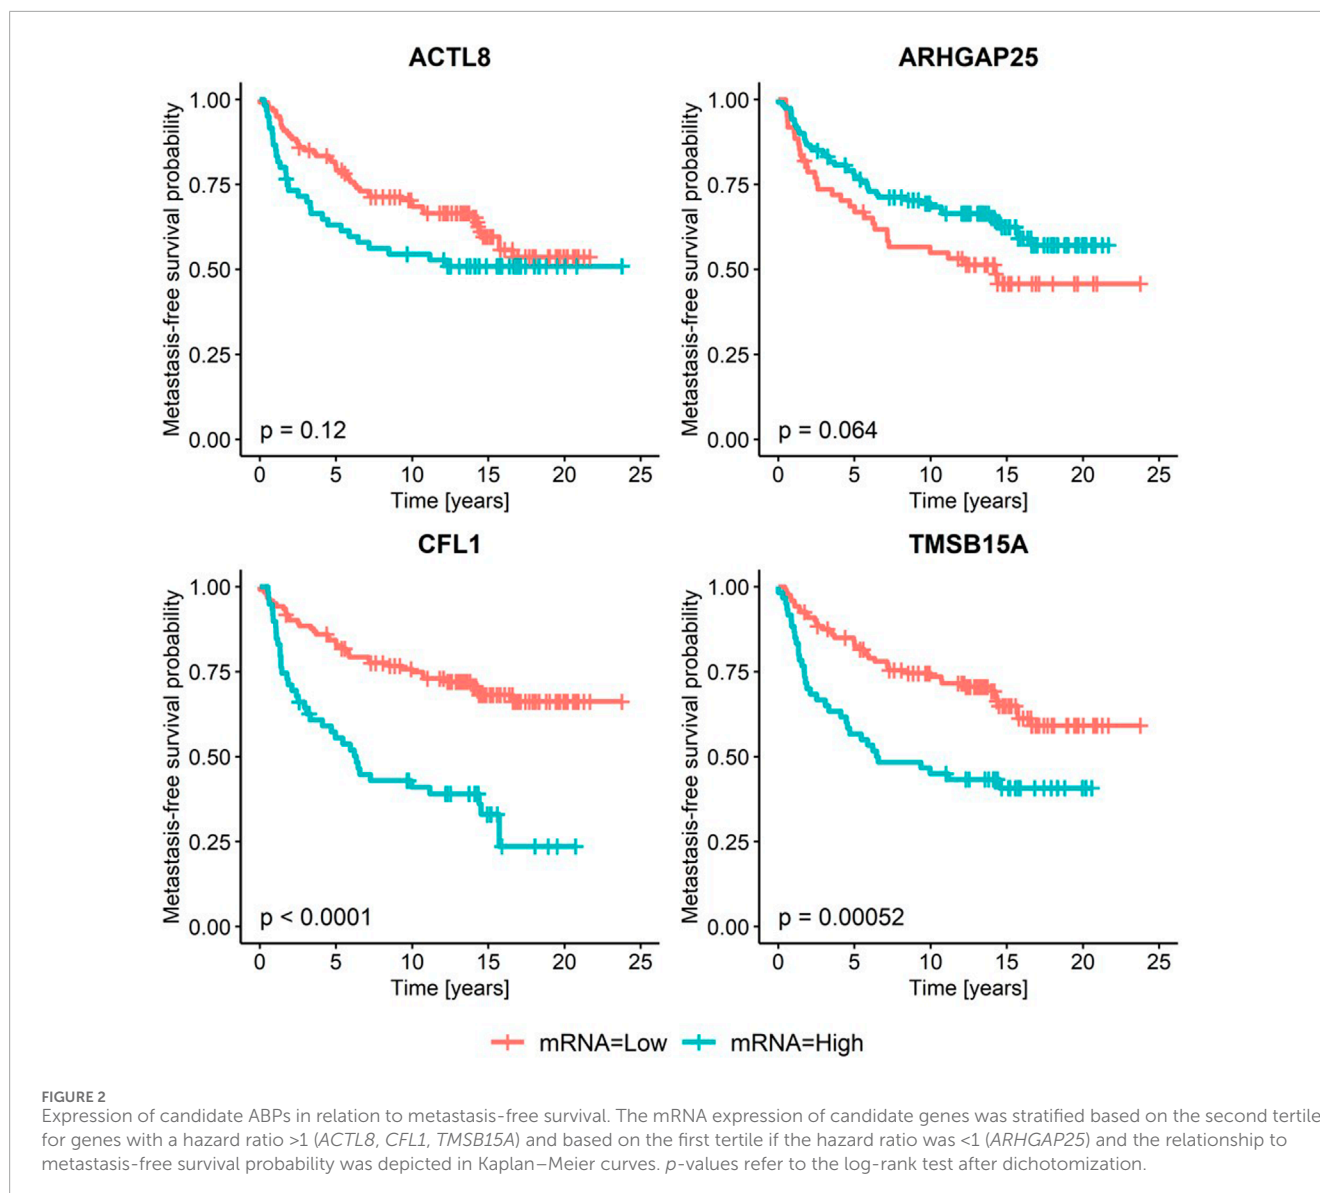 ACTL8
Metastasis-free survival probability
1.00
0.75
0.50
0.25
0.00
p = 0.12
0 5 10 15 20 25
Time [years]
ARHGAP25
Metastasis-free survival probability
1.00
0.75
0.50
0.25
0.00
p = 0.064
0 5 10 15 20 25
Time [years]
CFL1
Metastasis-free survival probability
1.00
0.75
0.50
0.25
0.00
p < 0.0001
0 5 10 15 20 25
Time [years]
TMSB15A
Metastasis-free survival probability
1.00
0.75
0.50
0.25
0.00
p = 0.00052
0 5 10 15 20 25
Time [years]
mRNA=Low mRNA=High
FIGURE 2
Expression of candidate ABPs in relation to metastasis-free survival. The mRNA expression of candidate genes was stratified based on the second tertile
for genes with a hazard ratio >1 (ACTL8, CFL1, TMSB15A) and based on the first tertile if the hazard ratio was <1 (ARHGAP25) and the relationship to
metastasis-free survival probability was depicted in Kaplan–Meier curves. p-values refer to the log-rank test after dichotomization.